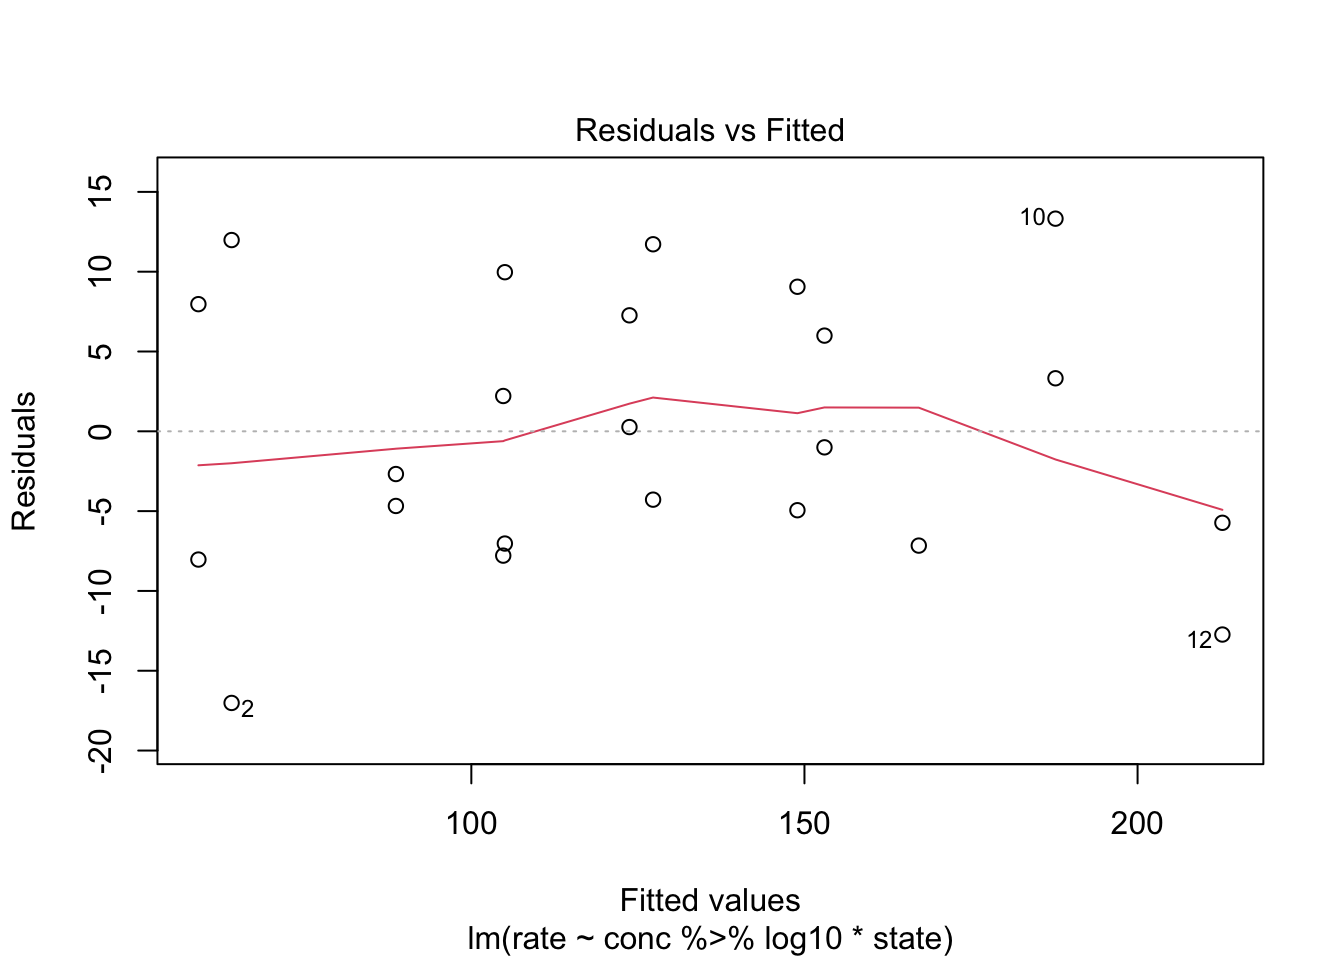 Residuals vs Fitted
Residuals
15
10
5
0
-5
-10
-15
-20
10
12
2
100 150 200
Fitted values
lm(rate ~ conc %>% log10 * state)